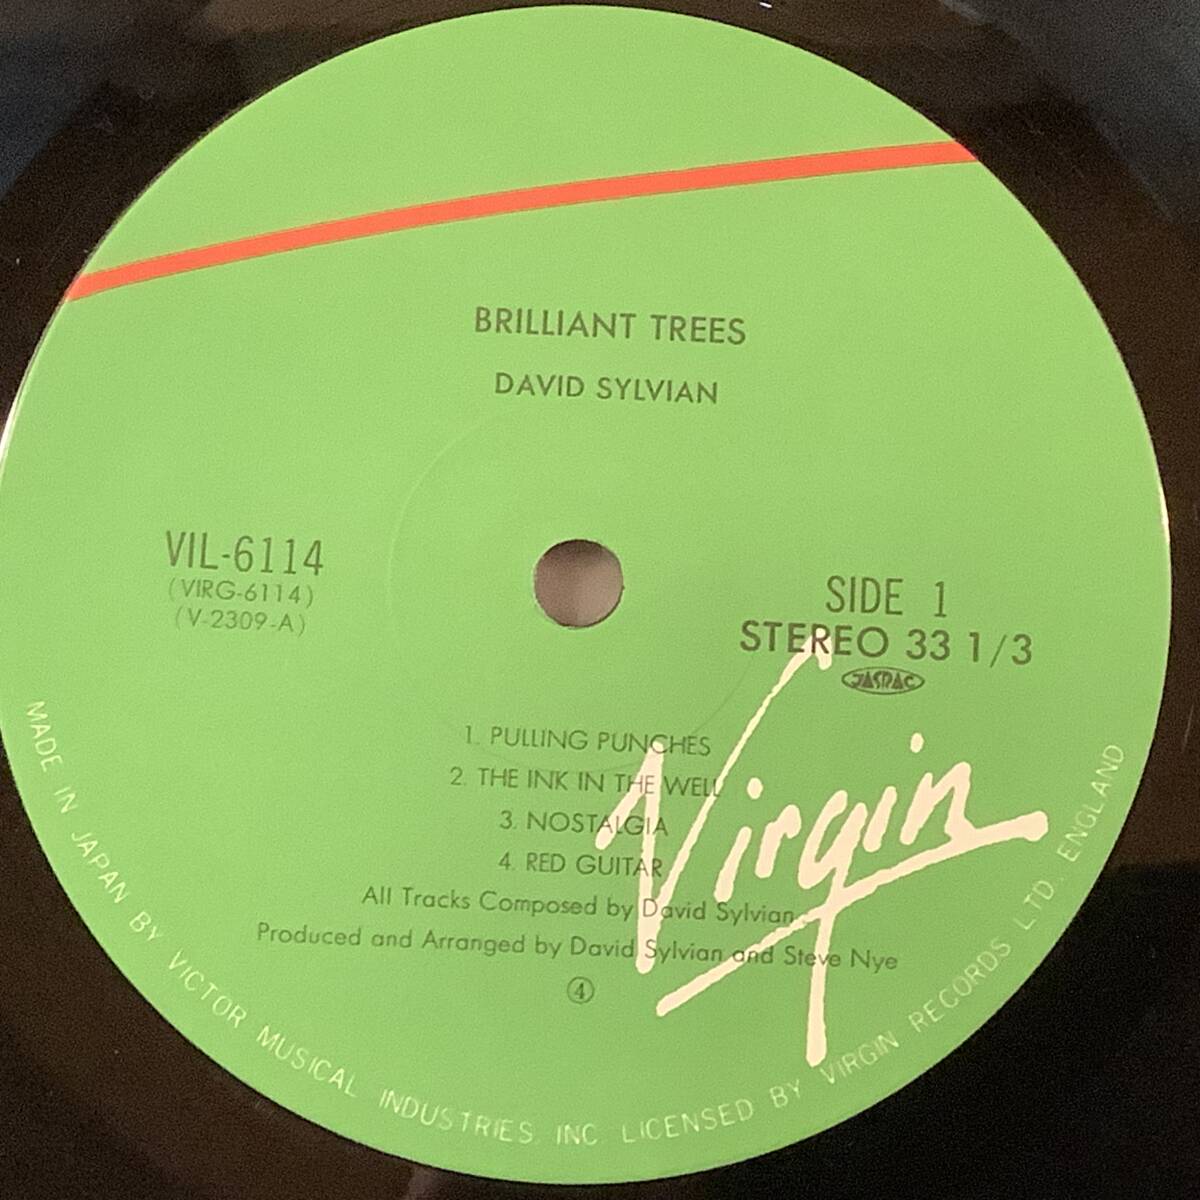 BRILLIANT TREES
DAVID SYLVIAN
VIL-6114
(VIRG-6114)
(V-2309-A)
SIDE 1
STEREO 33 1/3
JASRAC
1. PULLING PUNCHES
2. THE INK IN THE WELL
3. NOSTALGIA
4. RED GUITAR
All Tracks Composed by David Sylvian
Produced and Arranged by David Sylvian and Steve Nye
④
Virgin
MADE IN JAPAN BY VICTOR MUSICAL INDUSTRIES, INC. LICENSED BY VIRGIN RECORDS LTD., ENGLAND